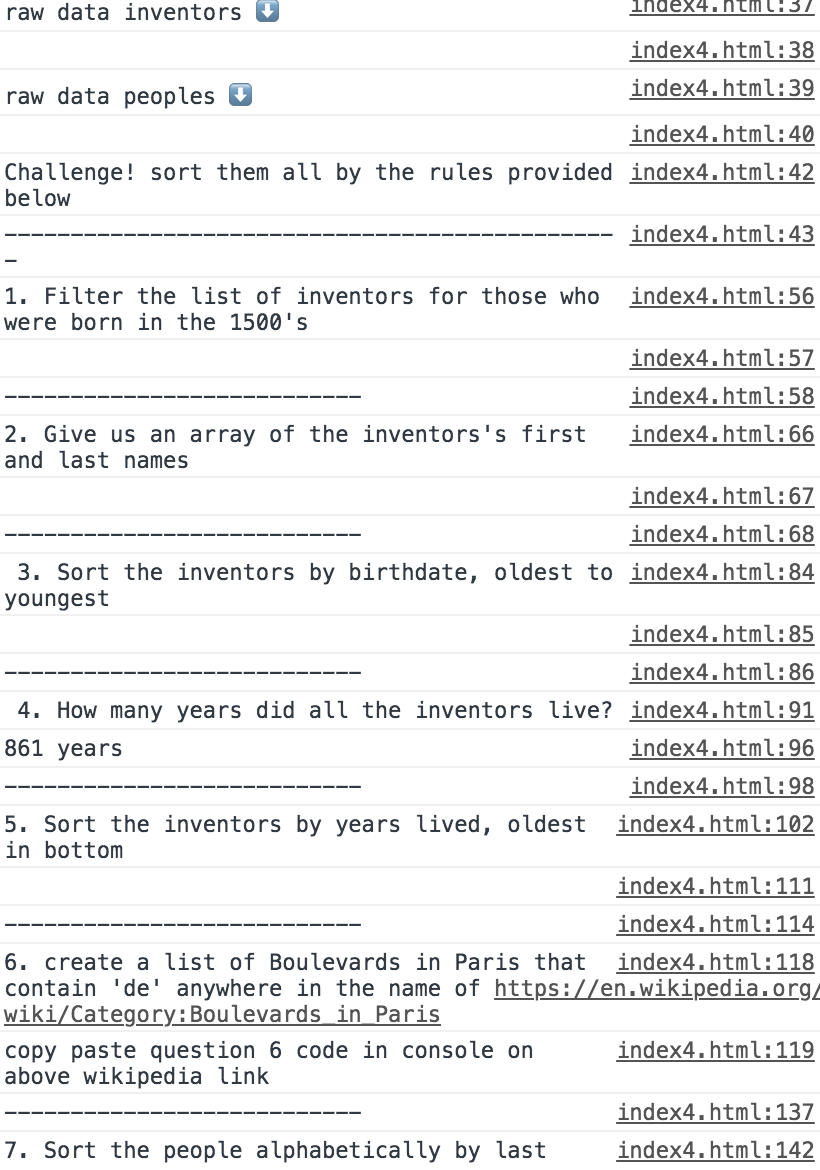 raw data inventors ⬇️ index4.html:37
index4.html:38
raw data peoples ⬇️ index4.html:39
index4.html:40
Challenge! sort them all by the rules provided index4.html:42
below
---------------------------------------------- index4.html:43
-
1. Filter the list of inventors for those who index4.html:56
were born in the 1500's
index4.html:57
--------------------------- index4.html:58
2. Give us an array of the inventors's first index4.html:66
and last names
index4.html:67
--------------------------- index4.html:68
3. Sort the inventors by birthdate, oldest to index4.html:84
youngest
index4.html:85
--------------------------- index4.html:86
4. How many years did all the inventors live? index4.html:91
861 years index4.html:96
--------------------------- index4.html:98
5. Sort the inventors by years lived, oldest index4.html:102
in bottom
index4.html:111
--------------------------- index4.html:114
6. create a list of Boulevards in Paris that index4.html:118
contain 'de' anywhere in the name of https://en.wikipedia.org/
wiki/Category:Boulevards_in_Paris
copy paste question 6 code in console on index4.html:119
above wikipedia link
--------------------------- index4.html:137
7. Sort the people alphabetically by last index4.html:142